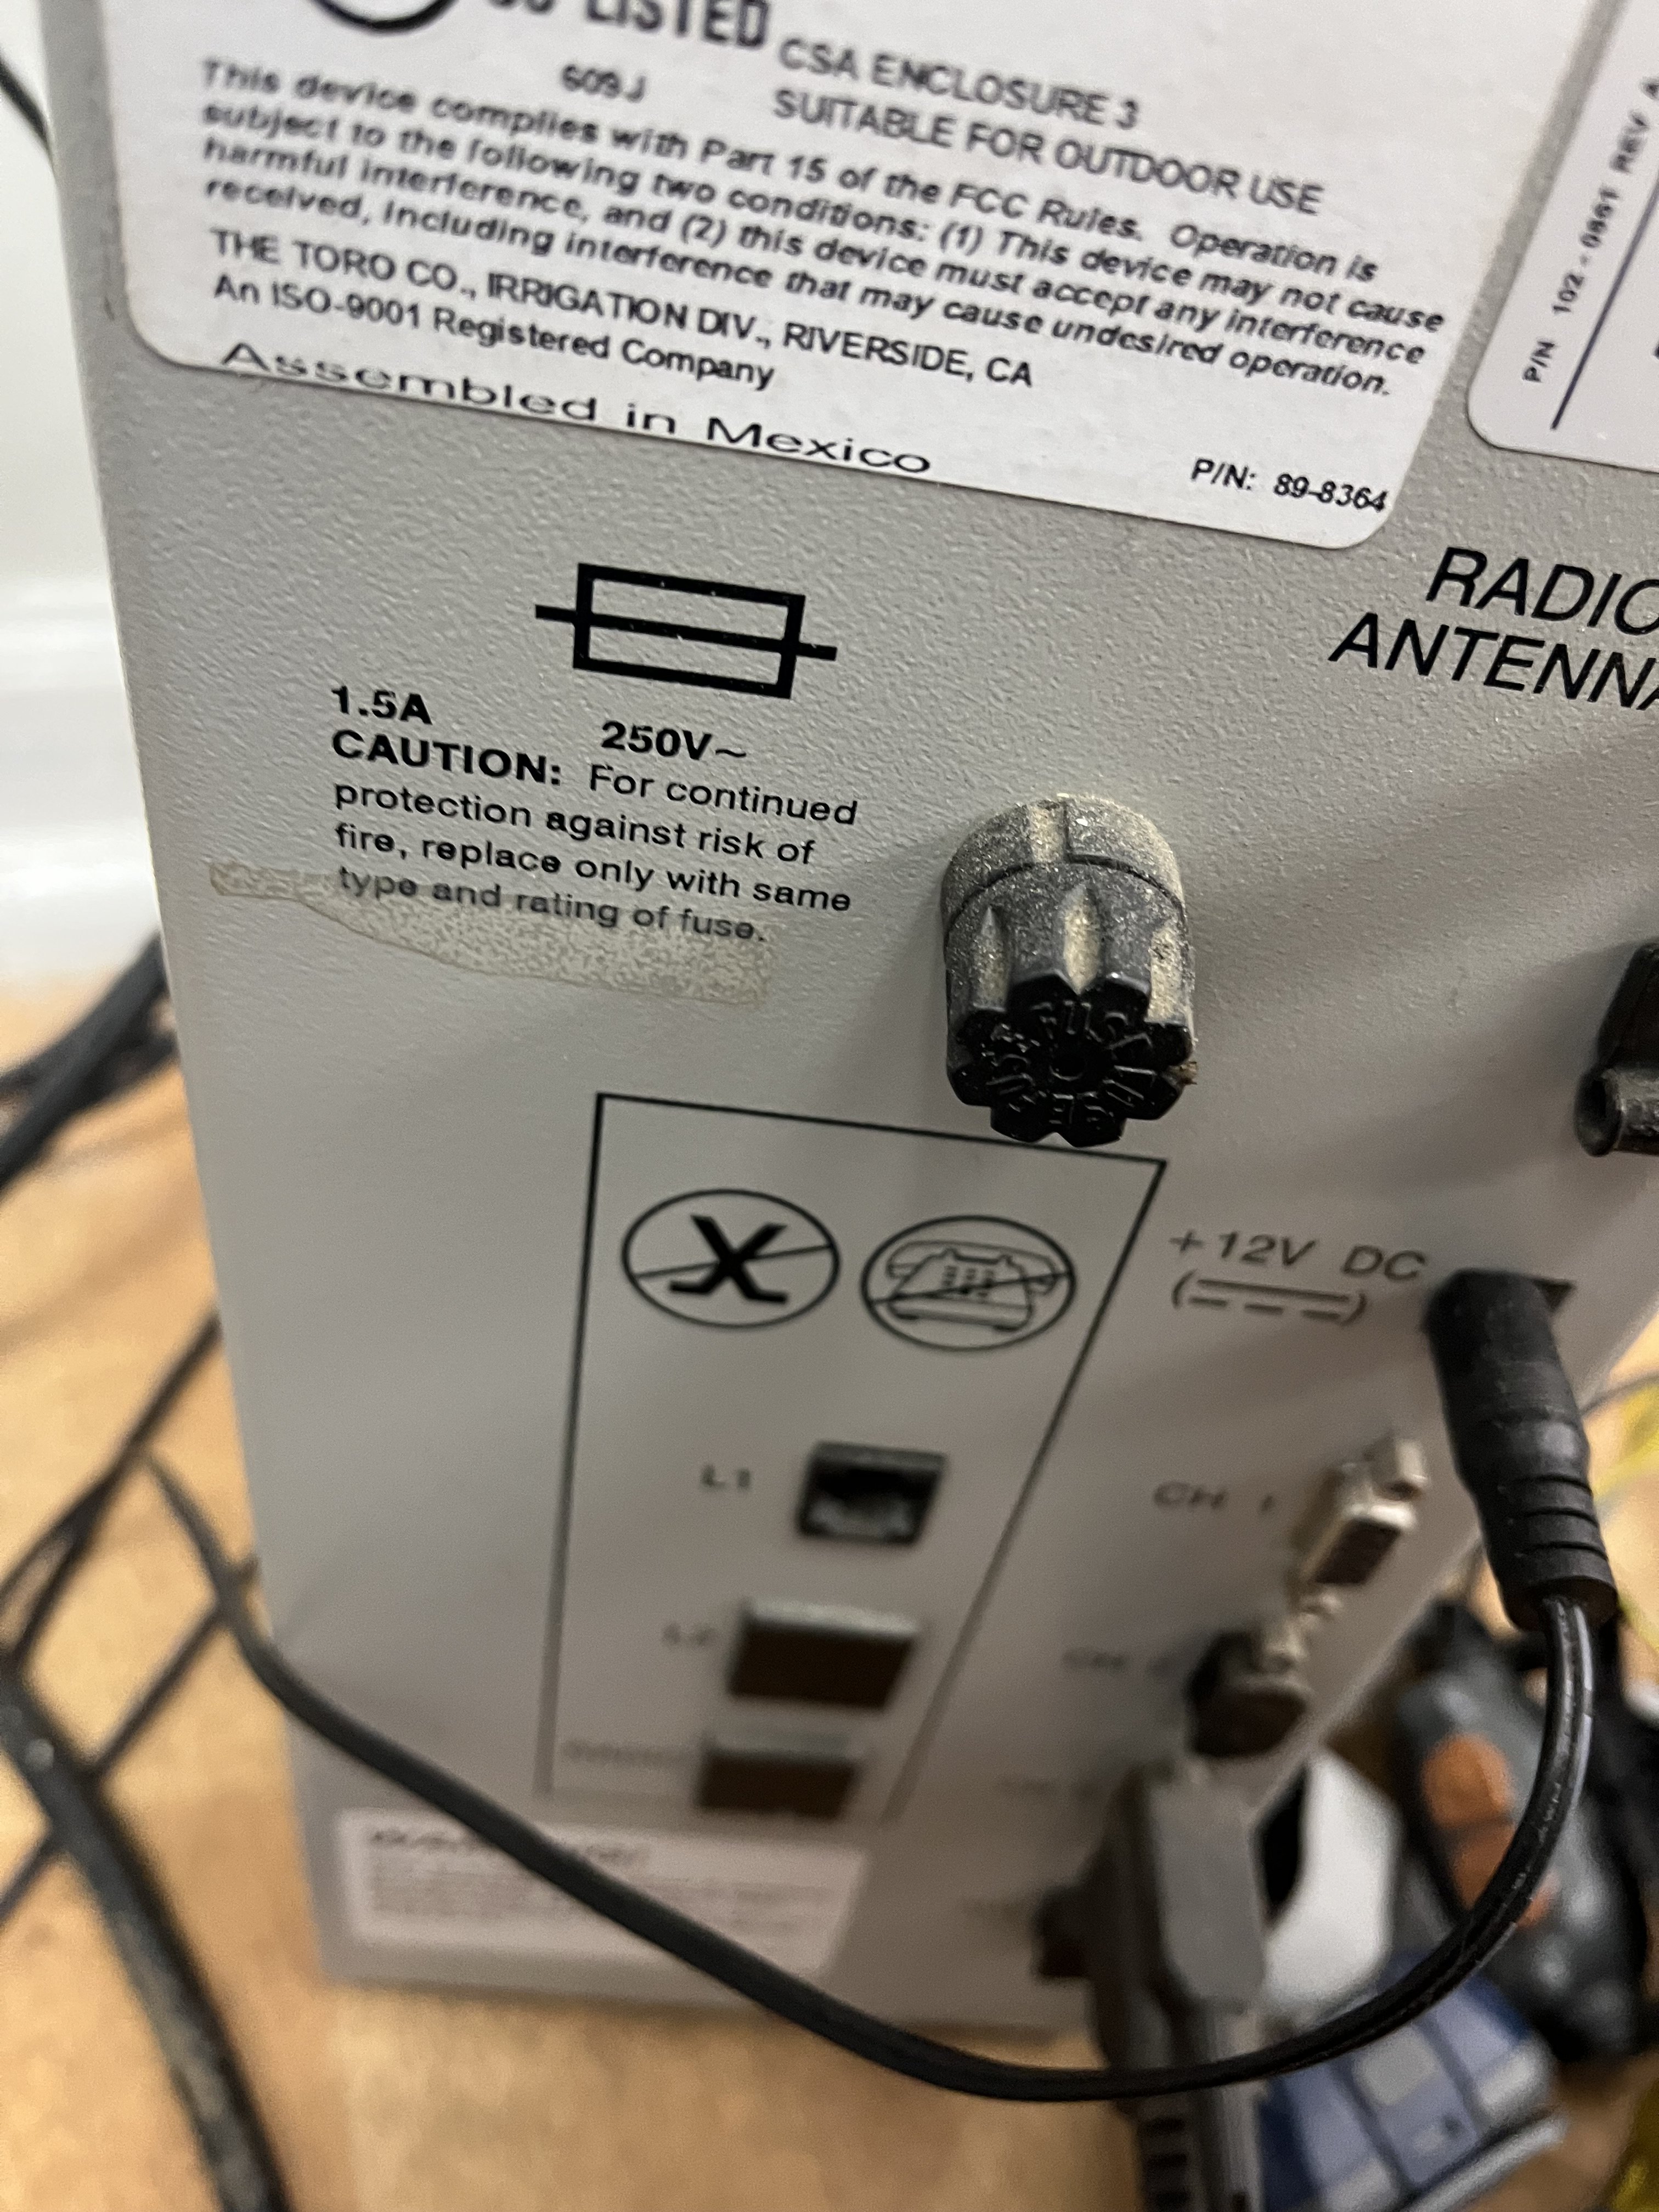 LISTED
609J
CSA ENCLOSURE 3
SUITABLE FOR OUTDOOR USE
This device complies with Part 15 of the FCC Rules. Operation is
subject to the following two conditions: (1) This device may not cause
harmful interference, and (2) this device must accept any interference
received, including interference that may cause undesired operation.
THE TORO CO., IRRIGATION DIV., RIVERSIDE, CA
An ISO-9001 Registered Company
Assembled in Mexico
P/N: 89-8364
P/N 102-0861 REV A
RADIO
ANTENNA
1.5A 250V~
CAUTION: For continued
protection against risk of
fire, replace only with same
type and rating of fuse.
X
+12V DC
L1
CH 1
L2
CH 2